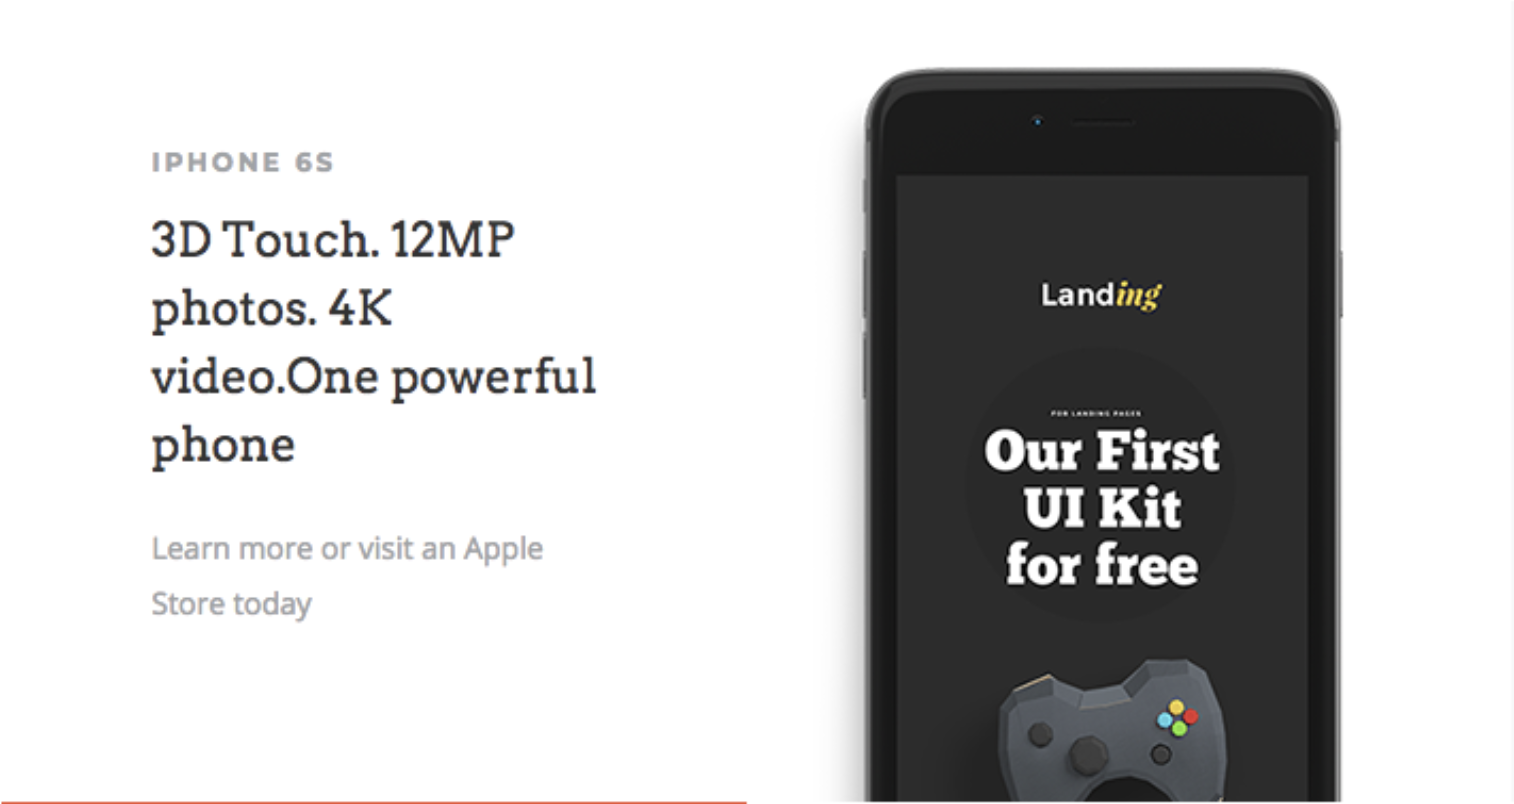 IPHONE 6S
3D Touch. 12MP
photos. 4K
video.One powerful
phone
Learn more or visit an Apple
Store today
Landing
FOR LANDING PAGES
Our First
UI Kit
for free